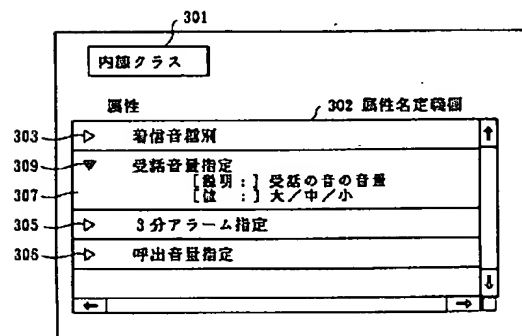 301
内部クラス
属性
302 属性名定義欄
303
着信音種別
309
受話音量指定
307
[説明:] 受話の音の音量
[値 :] 大/中/小
305
3分アラーム指定
306
呼出音量指定